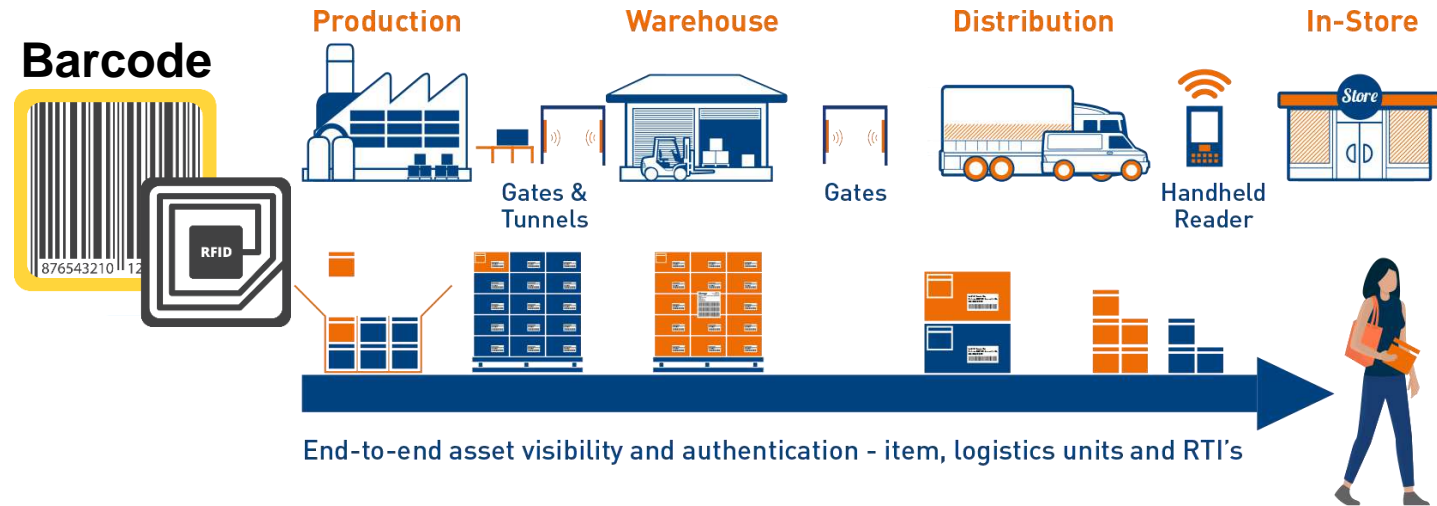 Production
Warehouse
Distribution
In-Store
Barcode
Store
876543210 12
RFID
Gates &
Tunnels
Gates
Handheld
Reader
End-to-end asset visibility and authentication - item, logistics units and RTI's